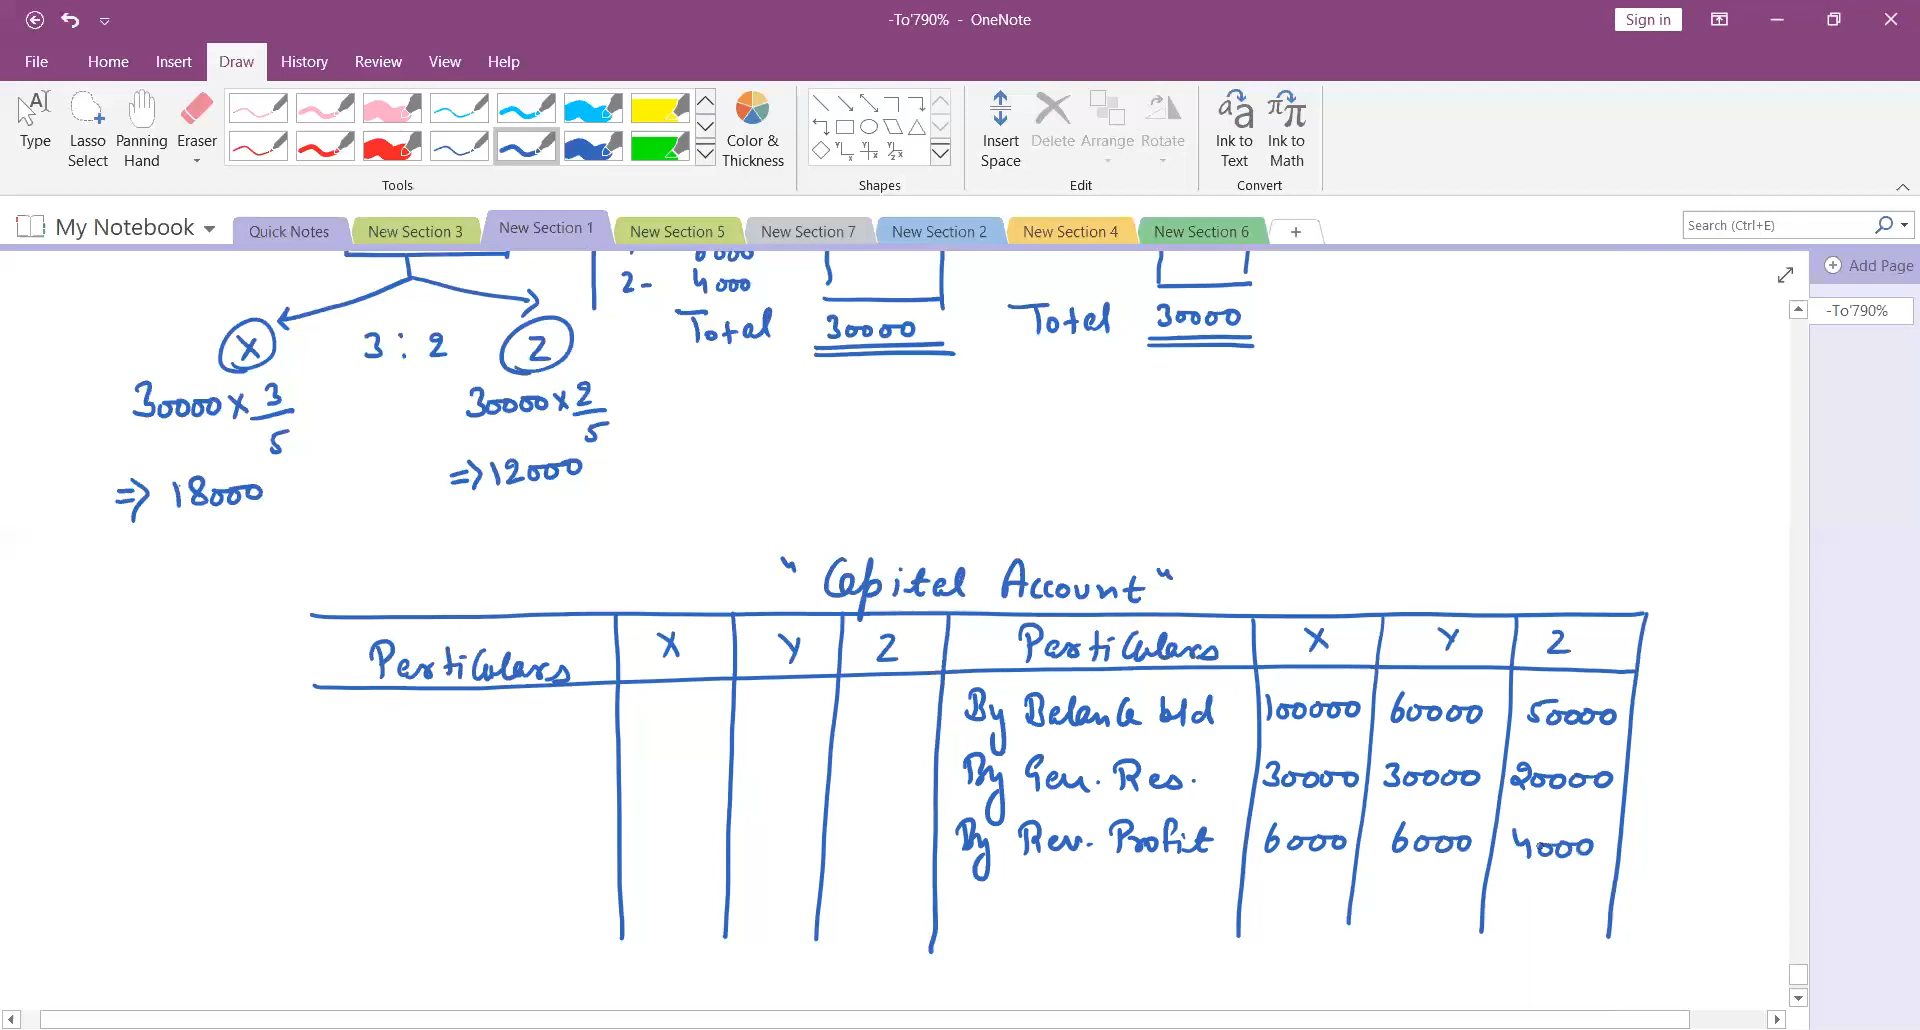 -To'790% - OneNote
Sign in
File Home Insert Draw History Review View Help
Type
Lasso Select
Panning Hand
Eraser
Color & Thickness
Insert Space
Delete
Arrange
Rotate
Ink to Text
Ink to Math
Tools Shapes Edit Convert
My Notebook Quick Notes New Section 3 New Section 1 New Section 5 New Section 7 New Section 2 New Section 4 New Section 6 +
Search (Ctrl+E)
Add Page
-To'790%
2- 4000
Total 30000 Total 30000
X 3 : 2 Z
30000 × 3/5 30000 × 2/5
=> 18000 => 12000
"Capital Account"
Particulars X Y Z Particulars X Y Z
By Balance b/d 100000 60000 50000
By Gen. Res. 30000 30000 20000
By Rev. Profit 6000 6000 4000